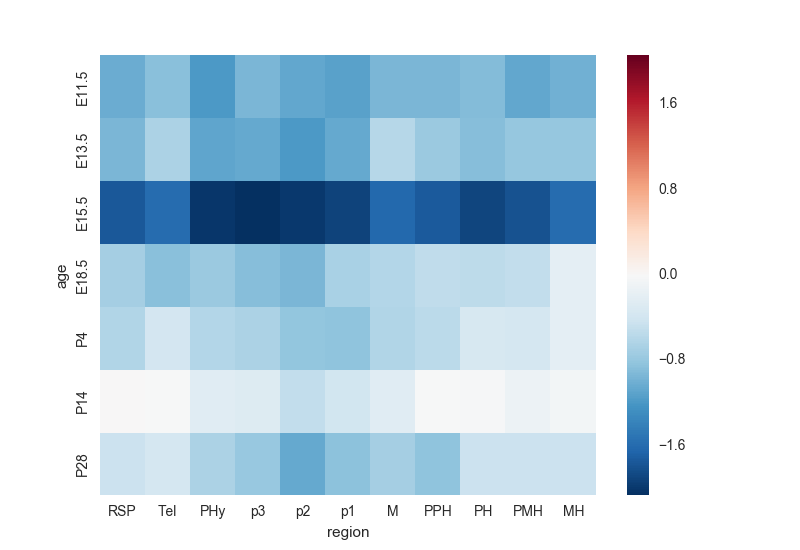 E11.5
E13.5
E15.5
E18.5
P4
P14
P28
age
RSP Tel PHy p3 p2 p1 M PPH PH PMH MH
region
1.6
0.8
0.0
−0.8
−1.6